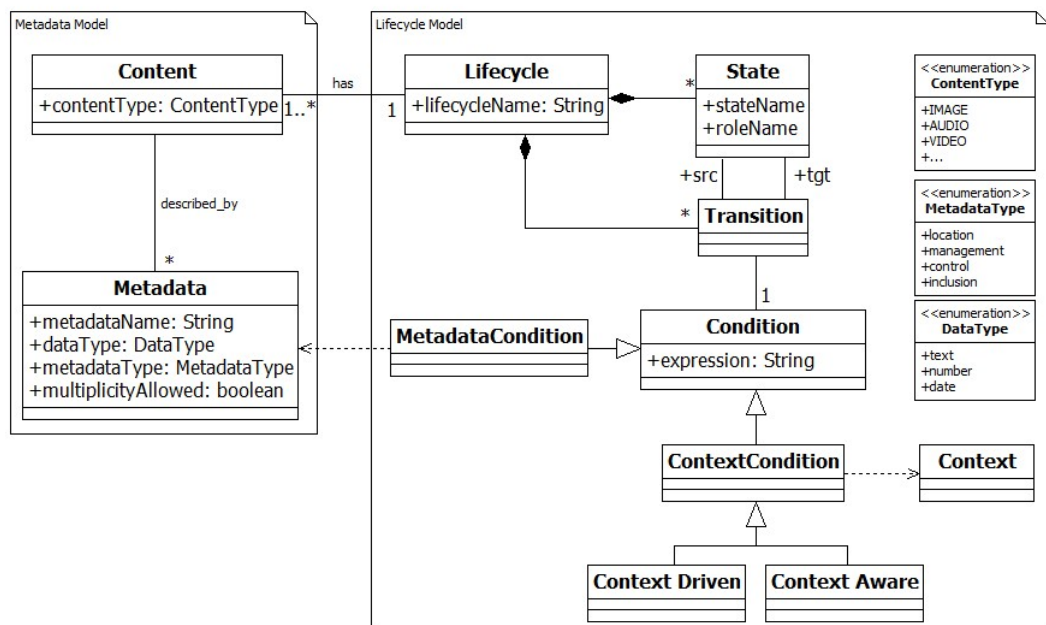 Metadata Model
Lifecycle Model
Content
+contentType: ContentType
has
1..*
1
Lifecycle
+lifecycleName: String
*
State
+stateName
+roleName
<<enumeration>>
ContentType
+IMAGE
+AUDIO
+VIDEO
+...
+src
+tgt
described_by
*
*
Transition
<<enumeration>>
MetadataType
+location
+management
+control
+inclusion
Metadata
+metadataName: String
+dataType: DataType
+metadataType: MetadataType
+multiplicityAllowed: boolean
MetadataCondition
1
Condition
+expression: String
<<enumeration>>
DataType
+text
+number
+date
ContextCondition
Context
Context Driven
Context Aware